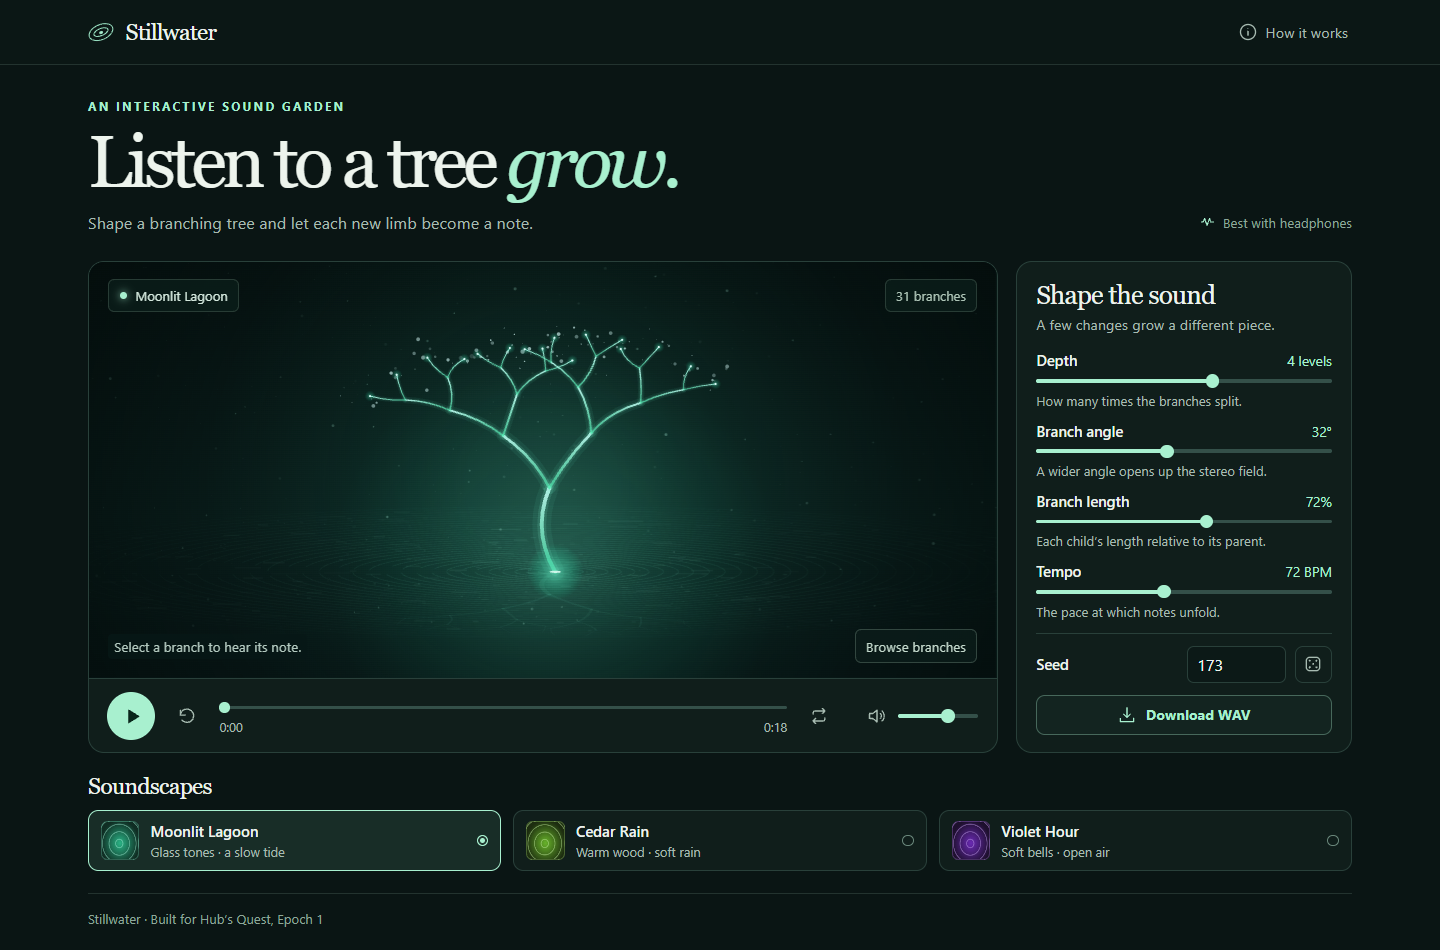 Stillwater
How it works
AN INTERACTIVE SOUND GARDEN
Listen to a tree grow.
Shape a branching tree and let each new limb become a note.
Best with headphones
Moonlit Lagoon
31 branches
Select a branch to hear its note.
Browse branches
0:00
0:18
Shape the sound
A few changes grow a different piece.
Depth
4 levels
How many times the branches split.
Branch angle
32°
A wider angle opens up the stereo field.
Branch length
72%
Each child's length relative to its parent.
Tempo
72 BPM
The pace at which notes unfold.
Seed
173
Download WAV
Soundscapes
Moonlit Lagoon
Glass tones · a slow tide
Cedar Rain
Warm wood · soft rain
Violet Hour
Soft bells · open air
Stillwater · Built for Hub's Quest, Epoch 1